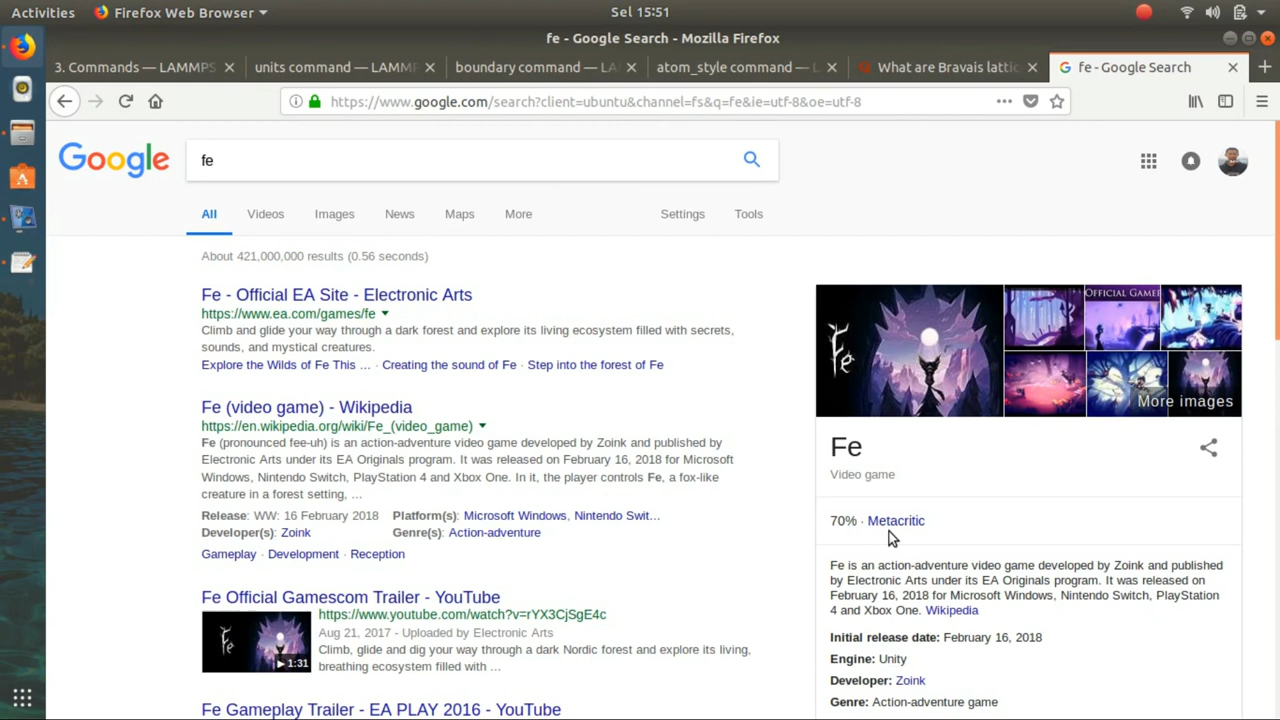 Activities
Firefox Web Browser
Sel 15:51
fe - Google Search - Mozilla Firefox
3. Commands — LAMMPS
units command — LAMMP
boundary command — LA
atom_style command — L
What are Bravais lattic
fe - Google Search
https://www.google.com/search?client=ubuntu&channel=fs&q=fe&ie=utf-8&oe=utf-8
Google
fe
All
Videos
Images
News
Maps
More
Settings
Tools
About 421,000,000 results (0.56 seconds)
Fe - Official EA Site - Electronic Arts
https://www.ea.com/games/fe
Climb and glide your way through a dark forest and explore its living ecosystem filled with secrets,
sounds, and mystical creatures.
Explore the Wilds of Fe This ... · Creating the sound of Fe · Step into the forest of Fe
Fe (video game) - Wikipedia
https://en.wikipedia.org/wiki/Fe_(video_game)
Fe (pronounced fee-uh) is an action-adventure video game developed by Zoink and published by
Electronic Arts under its EA Originals program. It was released on February 16, 2018 for Microsoft
Windows, Nintendo Switch, PlayStation 4 and Xbox One. In it, the player controls Fe, a fox-like
creature in a forest setting, ...
Release: WW: 16 February 2018 Platform(s): Microsoft Windows, Nintendo Swit...
Developer(s): Zoink Genre(s): Action-adventure
Gameplay · Development · Reception
Fe Official Gamescom Trailer - YouTube
https://www.youtube.com/watch?v=rYX3CjSgE4c
Aug 21, 2017 - Uploaded by Electronic Arts
Climb, glide and dig your way through a dark Nordic forest and explore its living,
breathing ecosystem filled with ...
Fe
1:31
Fe Gameplay Trailer - EA PLAY 2016 - YouTube
Fe
OFFICIAL GAMEP
More images
Fe
Video game
70% · Metacritic
Fe is an action-adventure video game developed by Zoink and published
by Electronic Arts under its EA Originals program. It was released on
February 16, 2018 for Microsoft Windows, Nintendo Switch, PlayStation
4 and Xbox One. Wikipedia
Initial release date: February 16, 2018
Engine: Unity
Developer: Zoink
Genre: Action-adventure game